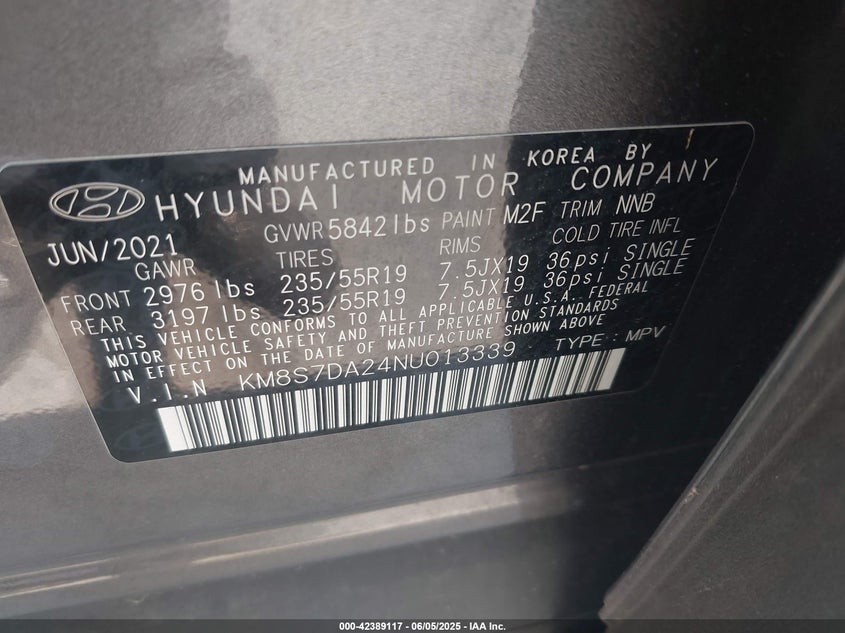 MANUFACTURED IN KOREA BY
HYUNDAI MOTOR COMPANY
JUN/2021 GVWR 5842 lbs PAINT M2F TRIM NNB
GAWR TIRES RIMS COLD TIRE INFL
FRONT 2976 lbs 235/55R19 7.5JX19 36psi SINGLE
REAR 3197 lbs 235/55R19 7.5JX19 36psi SINGLE
THIS VEHICLE CONFORMS TO ALL APPLICABLE U.S.A. FEDERAL
MOTOR VEHICLE SAFETY AND THEFT PREVENTION STANDARDS
IN EFFECT ON THE DATE OF MANUFACTURE SHOWN ABOVE
V.I.N KM8S7DA24NU013339 TYPE: MPV
000-42389117 - 06/05/2025 - IAA Inc.